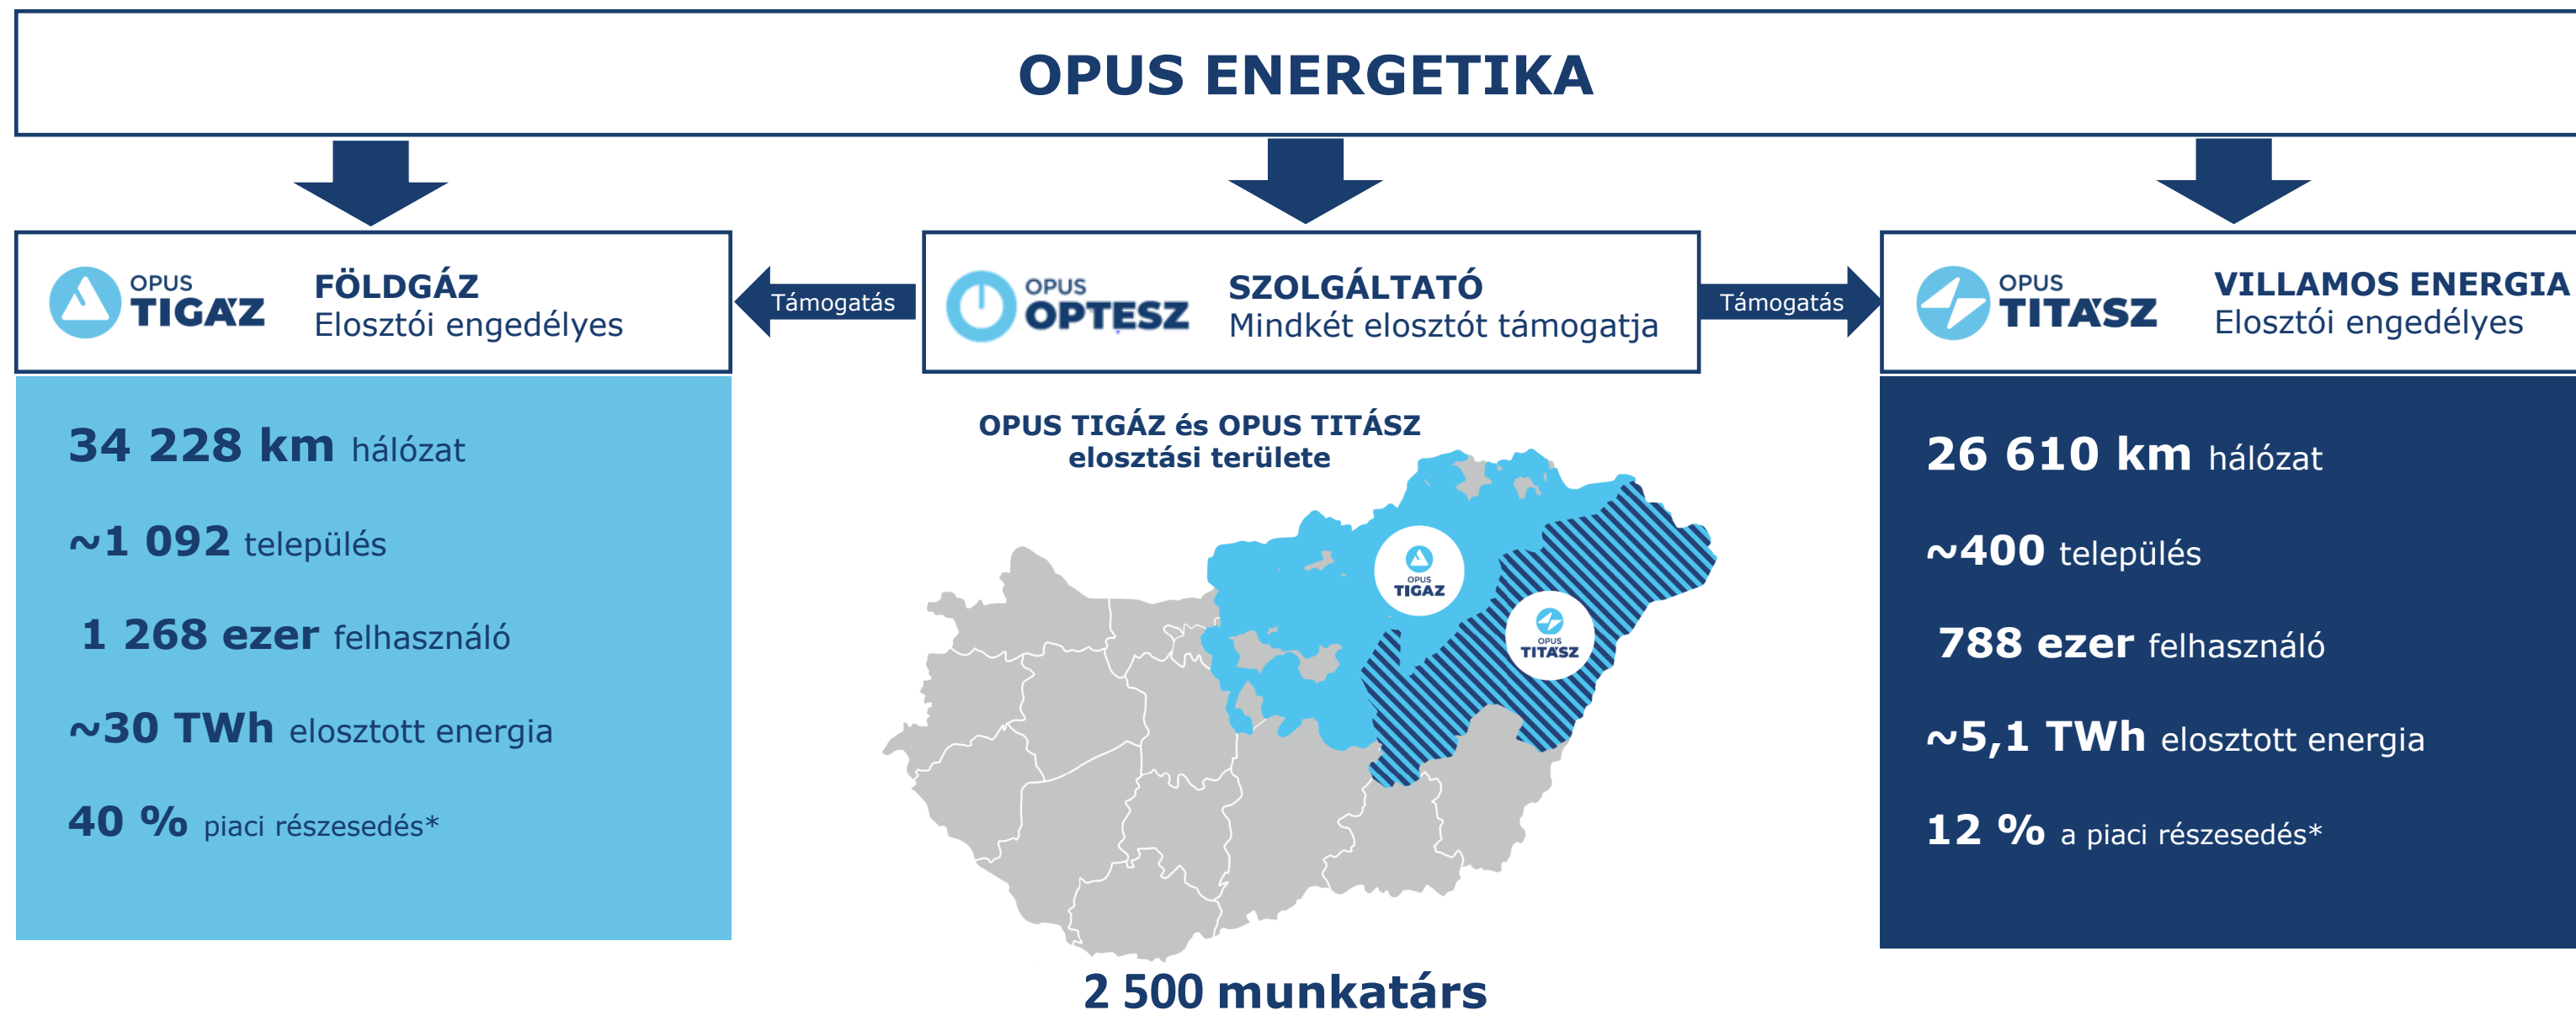 OPUS ENERGETIKA
OPUS
TIGÁZ
FÖLDGÁZ
Elosztói engedélyes
Támogatás
OPUS
OPTESZ
SZOLGÁLTATÓ
Mindkét elosztót támogatja
Támogatás
OPUS
TITÁSZ
VILLAMOS ENERGIA
Elosztói engedélyes
34 228 km hálózat
~1 092 település
1 268 ezer felhasználó
~30 TWh elosztott energia
40 % piaci részesedés*
OPUS TIGÁZ és OPUS TITÁSZ
elosztási területe
OPUS
TIGÁZ
OPUS
TITÁSZ
2 500 munkatárs
26 610 km hálózat
~400 település
788 ezer felhasználó
~5,1 TWh elosztott energia
12 % a piaci részesedés*